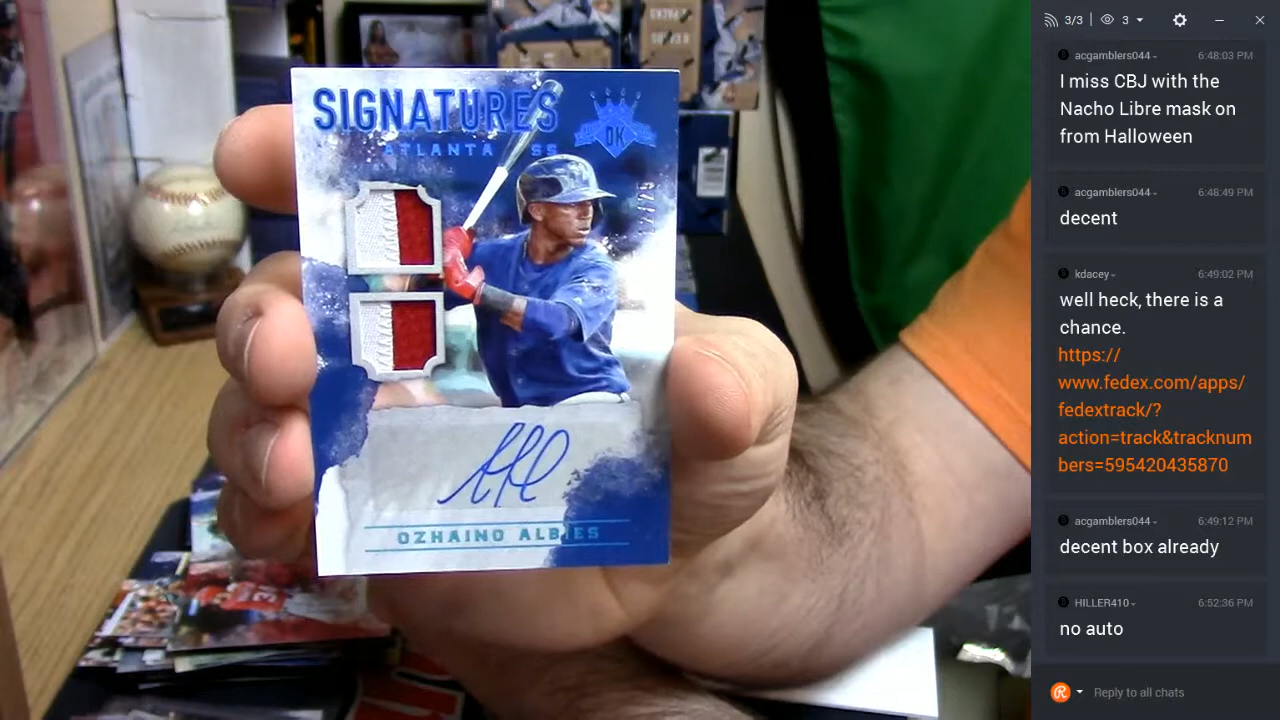 SIGNATURES
DK
ATLANTA SS
OZHAINO ALBIES
3/3
3
acgamblers044
6:48:03 PM
I miss CBJ with the
Nacho Libre mask on
from Halloween
acgamblers044
6:48:49 PM
decent
kdacey
6:49:02 PM
well heck, there is a
chance.
https://
www.fedex.com/apps/
fedextrack/?
action=track&tracknum
bers=595420435870
acgamblers044
6:49:12 PM
decent box already
HILLER410
6:52:36 PM
no auto
Reply to all chats